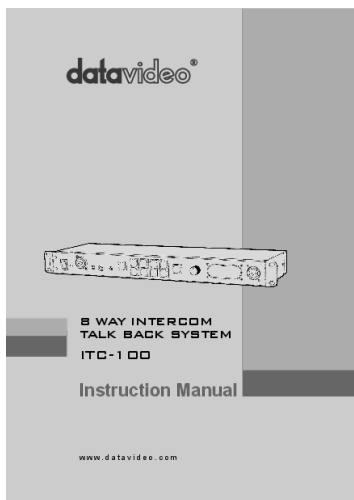 datavideo®
8 WAY INTERCOM
TALK BACK SYSTEM
ITC-100
Instruction Manual
www.datavideo.com